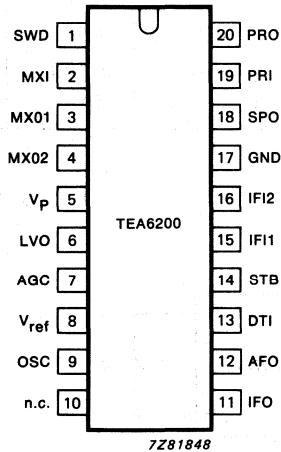 SWD 1 20 PRO
MXI 2 19 PRI
MX01 3 18 SPO
MX02 4 17 GND
VP 5 16 IFI2
TEA6200
LVO 6 15 IFI1
AGC 7 14 STB
Vref 8 13 DTI
OSC 9 12 AFO
n.c. 10 11 IFO
7Z81848